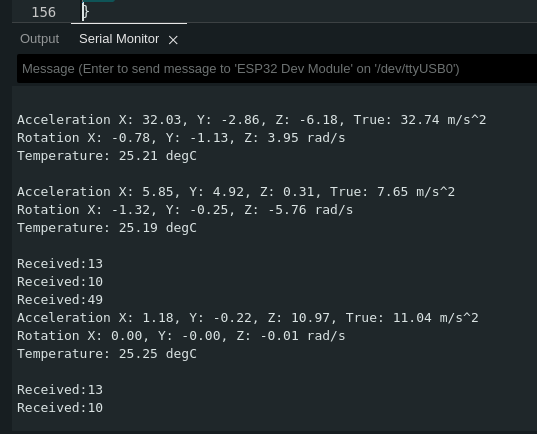 156 }
Output Serial Monitor
Message (Enter to send message to 'ESP32 Dev Module' on '/dev/ttyUSB0')
Acceleration X: 32.03, Y: -2.86, Z: -6.18, True: 32.74 m/s^2
Rotation X: -0.78, Y: -1.13, Z: 3.95 rad/s
Temperature: 25.21 degC
Acceleration X: 5.85, Y: 4.92, Z: 0.31, True: 7.65 m/s^2
Rotation X: -1.32, Y: -0.25, Z: -5.76 rad/s
Temperature: 25.19 degC
Received:13
Received:10
Received:49
Acceleration X: 1.18, Y: -0.22, Z: 10.97, True: 11.04 m/s^2
Rotation X: 0.00, Y: -0.00, Z: -0.01 rad/s
Temperature: 25.25 degC
Received:13
Received:10